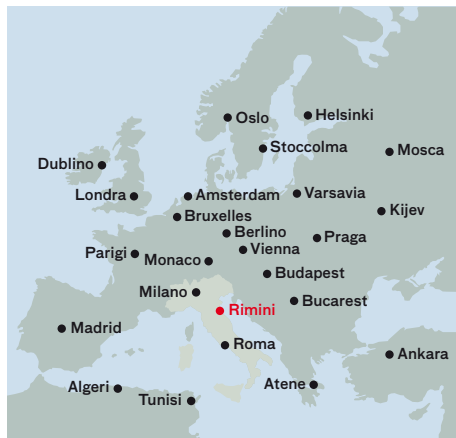 Oslo
Helsinki
Stoccolma
Mosca
Dublino
Londra
Amsterdam
Varsavia
Bruxelles
Kijev
Berlino
Praga
Parigi
Vienna
Monaco
Budapest
Milano
Bucarest
Rimini
Madrid
Roma
Ankara
Algeri
Atene
Tunisi